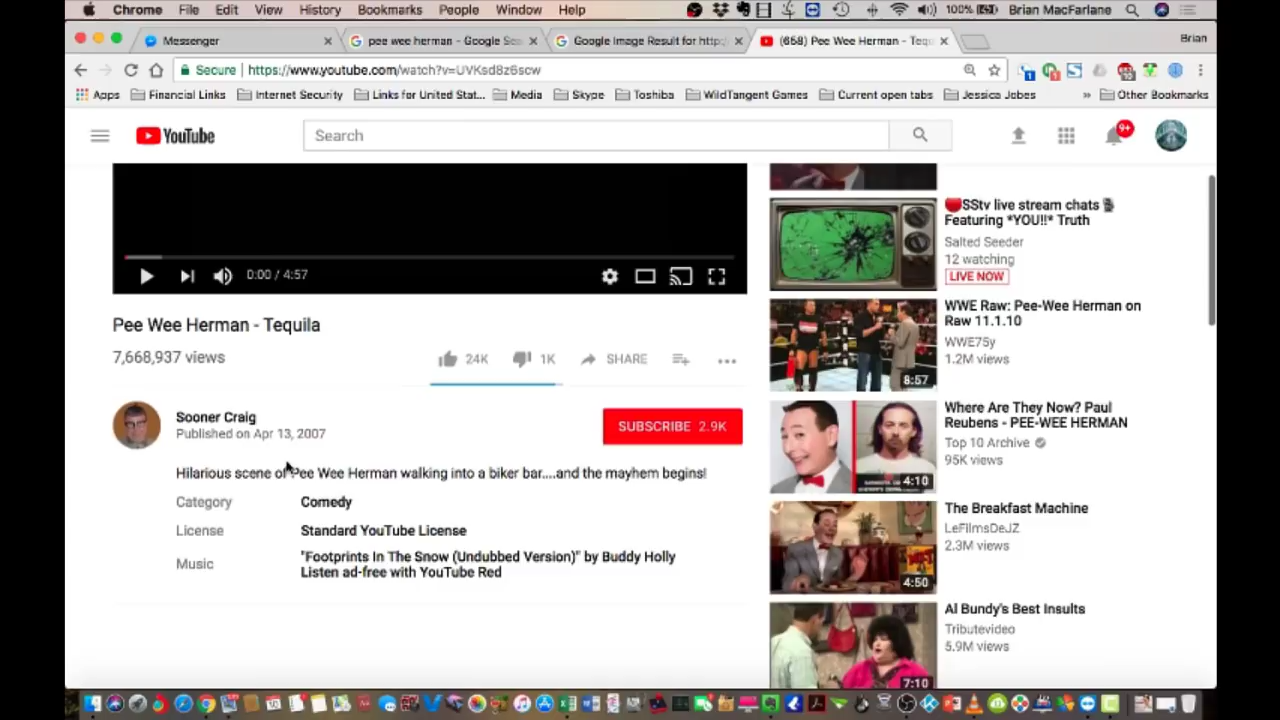 Chrome File Edit View History Bookmarks People Window Help 100% Brian MacFarlane
Messenger × pee wee herman - Google Sea × Google Image Result for http:/ × (658) Pee Wee Herman - Tequ × Brian
Secure https://www.youtube.com/watch?v=UVKsd8z6scw
Apps Financial Links Internet Security Links for United Stat... Media Skype Toshiba WildTangent Games Current open tabs Jessica Jobes » Other Bookmarks
YouTube
Search
9+
0:00 / 4:57
Pee Wee Herman - Tequila
7,668,937 views
24K 1K SHARE
Sooner Craig
Published on Apr 13, 2007
SUBSCRIBE 2.9K
Hilarious scene of Pee Wee Herman walking into a biker bar....and the mayhem begins!
Category Comedy
License Standard YouTube License
Music "Footprints In The Snow (Undubbed Version)" by Buddy Holly
Listen ad-free with YouTube Red
SStv live stream chats
Featuring *YOU!!* Truth
Salted Seeder
12 watching
LIVE NOW
WWE Raw: Pee-Wee Herman on
Raw 11.1.10
WWE75y
1.2M views
8:57
Where Are They Now? Paul
Reubens - PEE-WEE HERMAN
Top 10 Archive
95K views
4:10
The Breakfast Machine
LeFilmsDeJZ
2.3M views
4:50
Al Bundy's Best Insults
Tributevideo
5.9M views
7:10